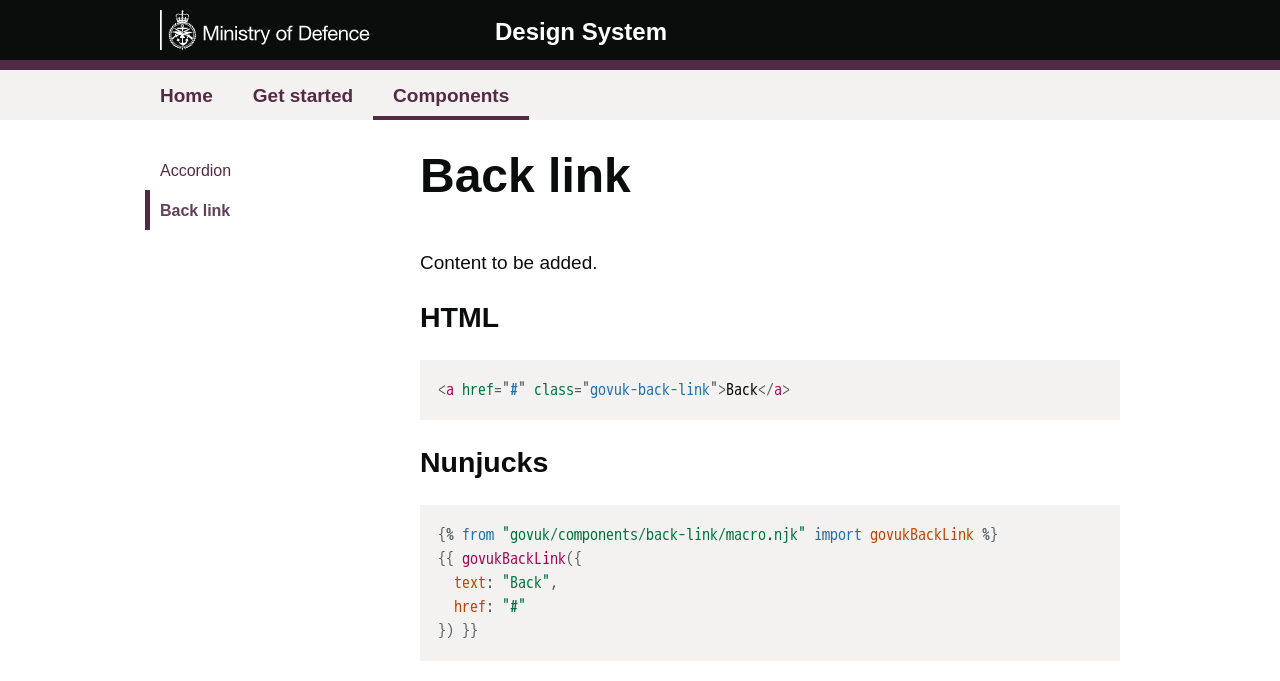 Ministry of Defence
Design System
Home Get started Components
Accordion
Back link
Back link
Content to be added.
HTML
<a href="#" class="govuk-back-link">Back</a>
Nunjucks
{% from "govuk/components/back-link/macro.njk" import govukBackLink %}
{{ govukBackLink({
  text: "Back",
  href: "#"
}) }}